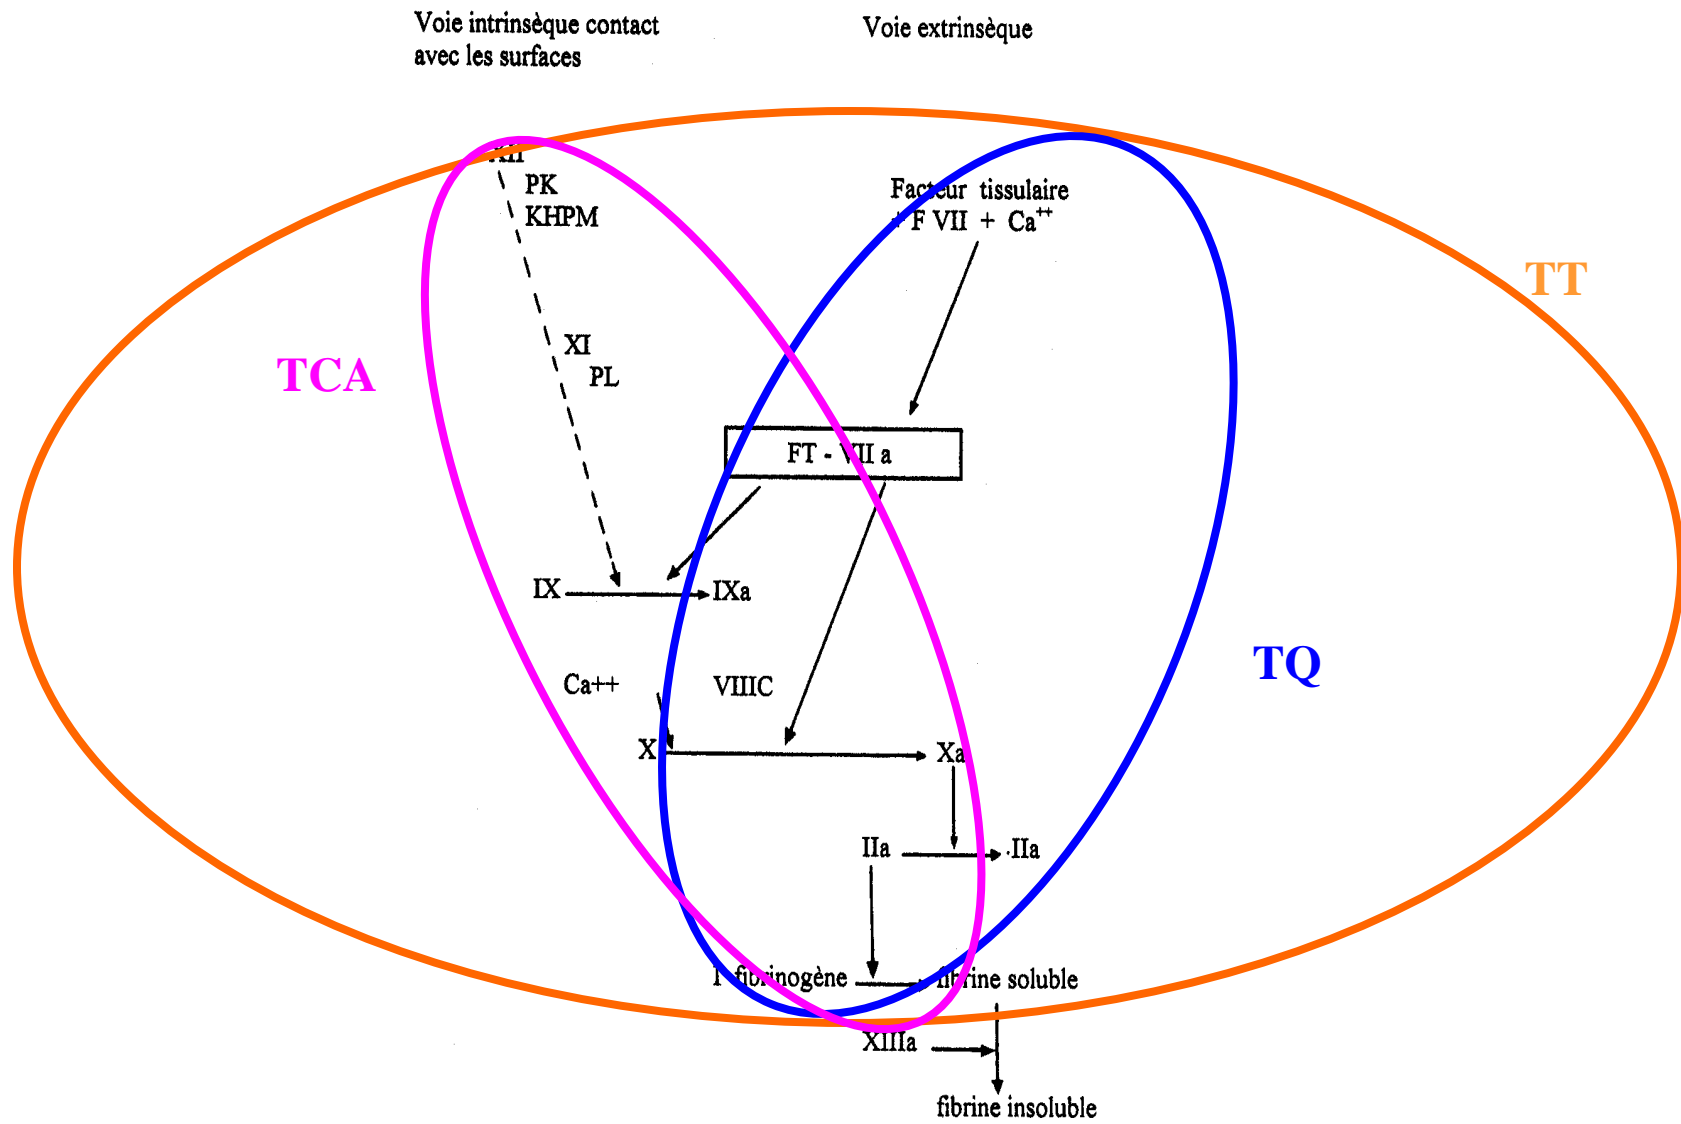 Voie intrinsèque contact
avec les surfaces
Voie extrinsèque
XII
PK
KHPM
Facteur tissulaire
+ F VII + Ca++
TT
XI
PL
TCA
FT - VII a
IX
IXa
TQ
Ca++
VIIIC
X
Xa
IIa
IIa
I fibrinogène
fibrine soluble
XIIIa
fibrine insoluble